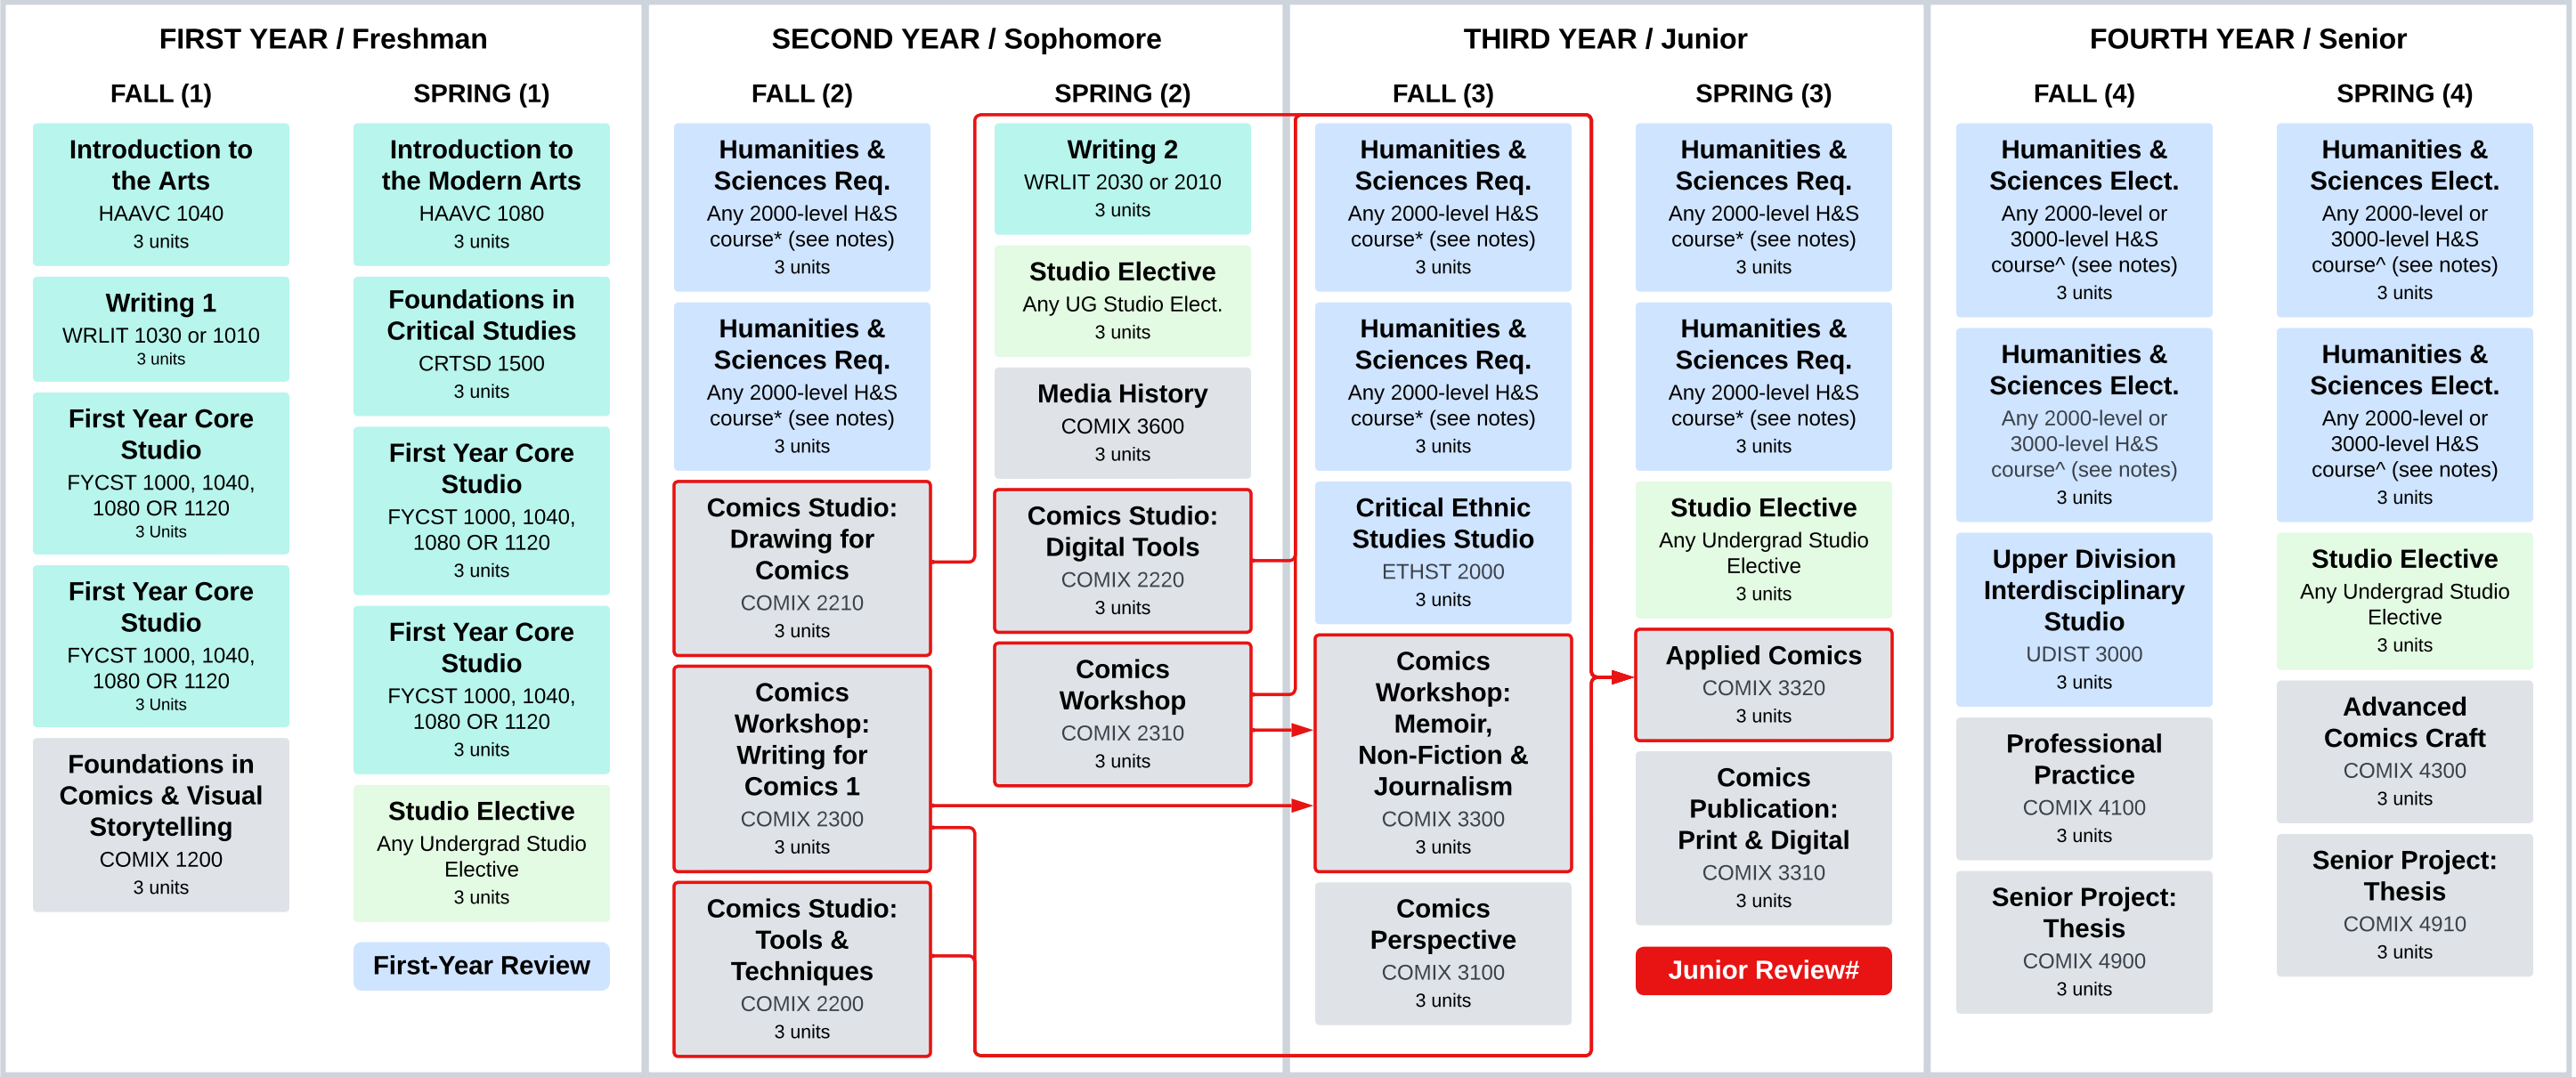 FIRST YEAR / Freshman
FALL (1)
Introduction to
the Arts
HAAVC 1040
3 units
Writing 1
WRLIT 1030 or 1010
3 units
First Year Core
Studio
FYCST 1000, 1040,
1080 OR 1120
3 Units
First Year Core
Studio
FYCST 1000, 1040,
1080 OR 1120
3 Units
Foundations in
Comics & Visual
Storytelling
COMIX 1200
3 units
SPRING (1)
Introduction to
the Modern Arts
HAAVC 1080
3 units
Foundations in
Critical Studies
CRTSD 1500
3 units
First Year Core
Studio
FYCST 1000, 1040,
1080 OR 1120
3 units
First Year Core
Studio
FYCST 1000, 1040,
1080 OR 1120
3 units
Studio Elective
Any Undergrad Studio
Elective
3 units
First-Year Review
SECOND YEAR / Sophomore
FALL (2)
Humanities &
Sciences Req.
Any 2000-level H&S
course* (see notes)
3 units
Humanities &
Sciences Req.
Any 2000-level H&S
course* (see notes)
3 units
Comics Studio:
Drawing for
Comics
COMIX 2210
3 units
Comics
Workshop:
Writing for
Comics 1
COMIX 2300
3 units
Comics Studio:
Tools &
Techniques
COMIX 2200
3 units
SPRING (2)
Writing 2
WRLIT 2030 or 2010
3 units
Studio Elective
Any UG Studio Elect.
3 units
Media History
COMIX 3600
3 units
Comics Studio:
Digital Tools
COMIX 2220
3 units
Comics
Workshop
COMIX 2310
3 units
THIRD YEAR / Junior
FALL (3)
Humanities &
Sciences Req.
Any 2000-level H&S
course* (see notes)
3 units
Humanities &
Sciences Req.
Any 2000-level H&S
course* (see notes)
3 units
Critical Ethnic
Studies Studio
ETHST 2000
3 units
Comics
Workshop:
Memoir,
Non-Fiction &
Journalism
COMIX 3300
3 units
Comics
Perspective
COMIX 3100
3 units
SPRING (3)
Humanities &
Sciences Req.
Any 2000-level H&S
course* (see notes)
3 units
Humanities &
Sciences Req.
Any 2000-level H&S
course* (see notes)
3 units
Studio Elective
Any Undergrad Studio
Elective
3 units
Applied Comics
COMIX 3320
3 units
Comics
Publication:
Print & Digital
COMIX 3310
3 units
Junior Review#
FOURTH YEAR / Senior
FALL (4)
Humanities &
Sciences Elect.
Any 2000-level or
3000-level H&S
course^ (see notes)
3 units
Humanities &
Sciences Elect.
Any 2000-level or
3000-level H&S
course^ (see notes)
3 units
Upper Division
Interdisciplinary
Studio
UDIST 3000
3 units
Professional
Practice
COMIX 4100
3 units
Senior Project:
Thesis
COMIX 4900
3 units
SPRING (4)
Humanities &
Sciences Elect.
Any 2000-level or
3000-level H&S
course^ (see notes)
3 units
Humanities &
Sciences Elect.
Any 2000-level or
3000-level H&S
course^ (see notes)
3 units
Studio Elective
Any Undergrad Studio
Elective
3 units
Advanced
Comics Craft
COMIX 4300
3 units
Senior Project:
Thesis
COMIX 4910
3 units